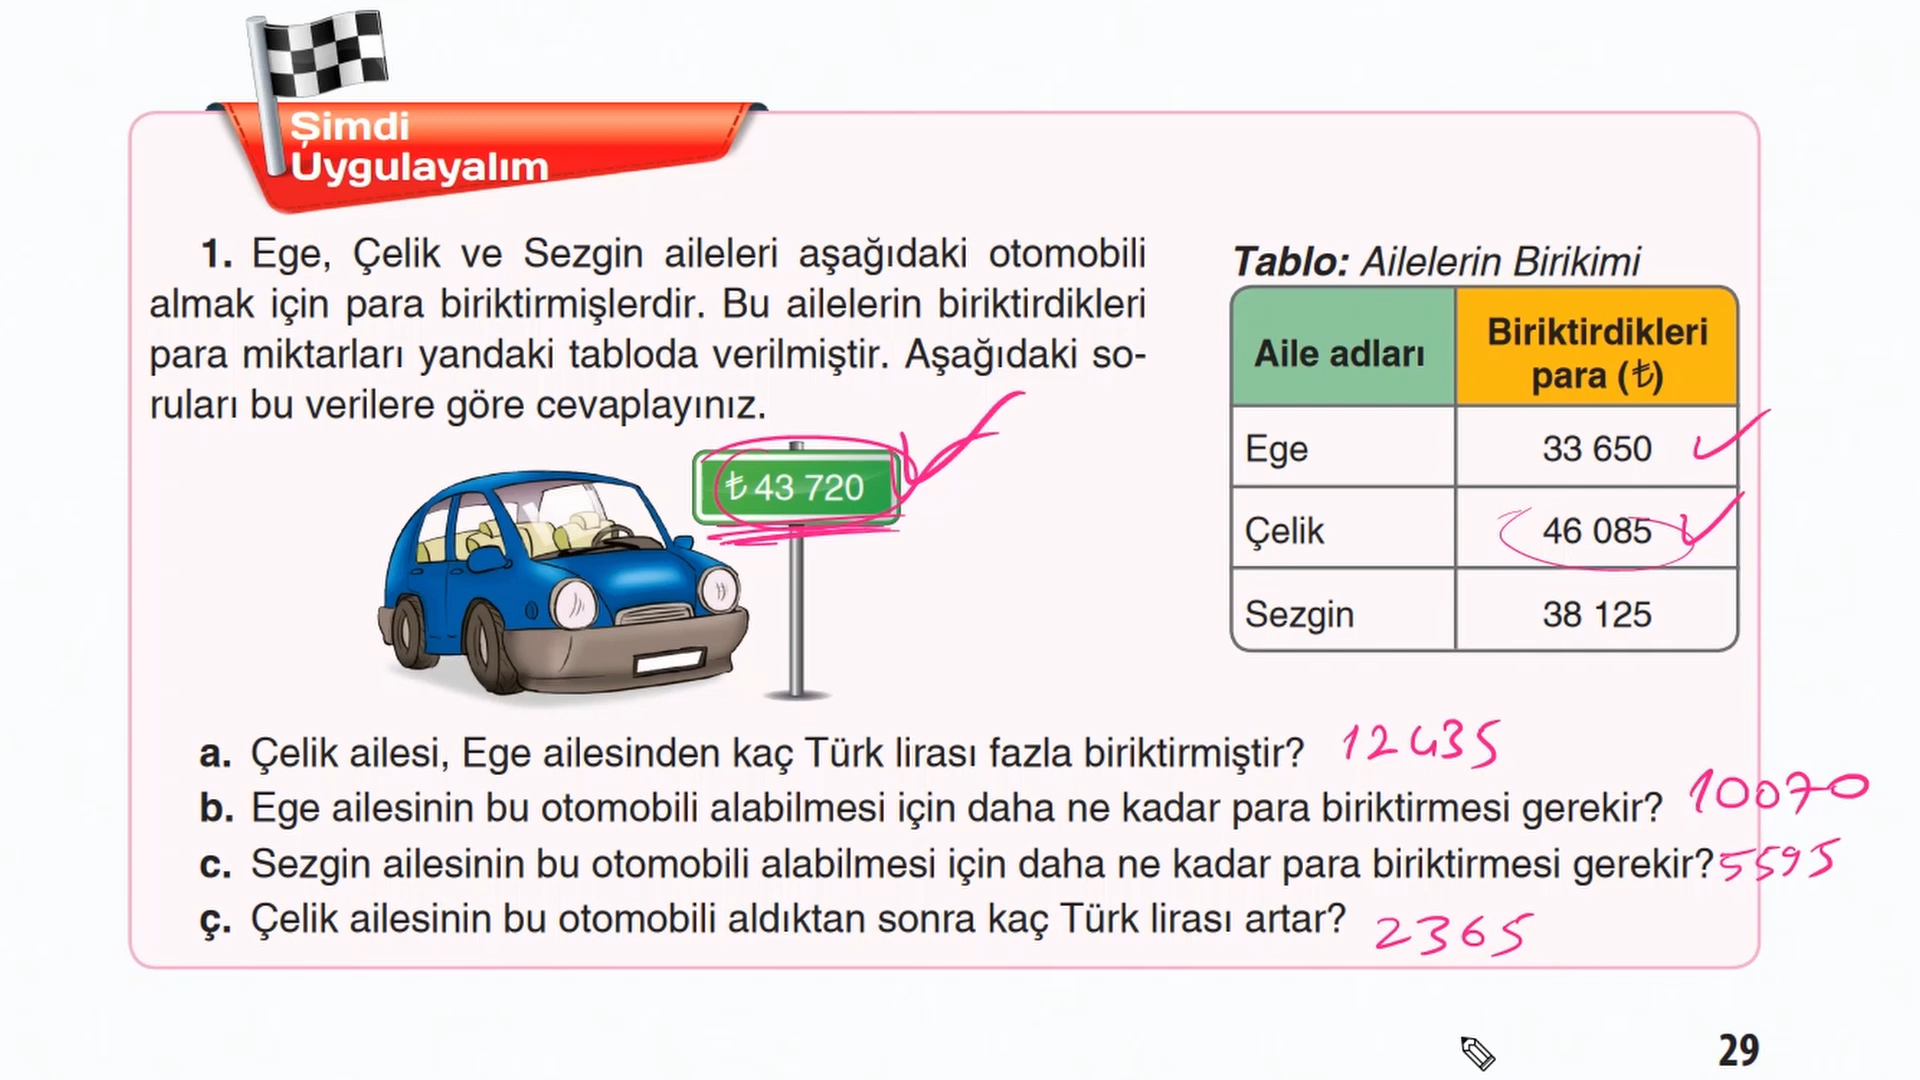 Şimdi
Uygulayalım
1. Ege, Çelik ve Sezgin aileleri aşağıdaki otomobili
almak için para biriktirmişlerdir. Bu ailelerin biriktirdikleri
para miktarları yandaki tabloda verilmiştir. Aşağıdaki so-
ruları bu verilere göre cevaplayınız.
₺ 43 720
Tablo: Ailelerin Birikimi
Aile adları
Biriktirdikleri
para (₺)
Ege 33 650
Çelik 46 085
Sezgin 38 125
a. Çelik ailesi, Ege ailesinden kaç Türk lirası fazla biriktirmiştir? 12435
b. Ege ailesinin bu otomobili alabilmesi için daha ne kadar para biriktirmesi gerekir? 10070
c. Sezgin ailesinin bu otomobili alabilmesi için daha ne kadar para biriktirmesi gerekir? 5595
ç. Çelik ailesinin bu otomobili aldıktan sonra kaç Türk lirası artar? 2365
29